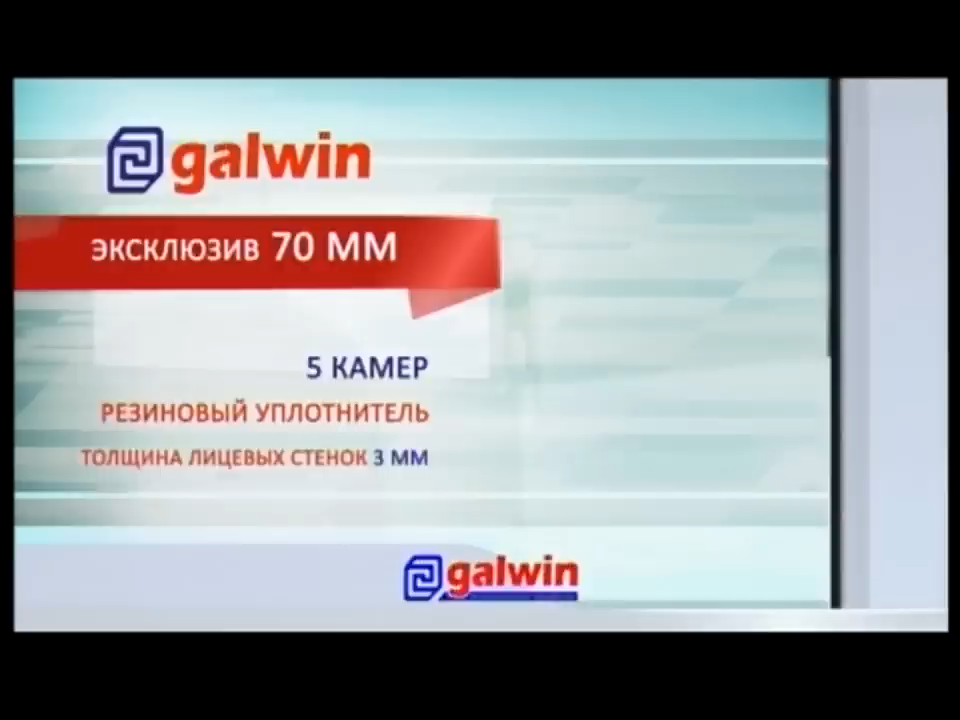 galwin
ЭКСКЛЮЗИВ 70 ММ
5 КАМЕР
РЕЗИНОВЫЙ УПЛОТНИТЕЛЬ
ТОЛЩИНА ЛИЦЕВЫХ СТЕНОК 3 ММ
galwin